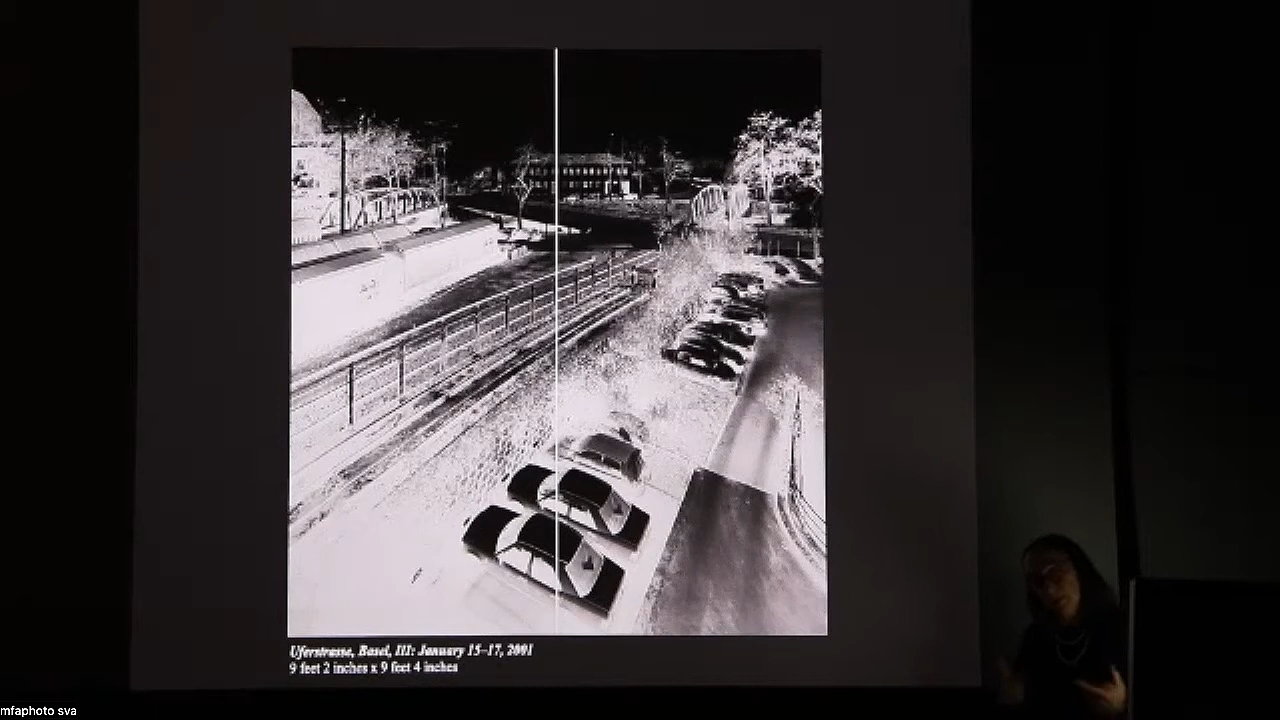 Uferstrasse, Basel, III: January 15–17, 2001
9 feet 2 inches x 9 feet 4 inches
mfaphoto sva